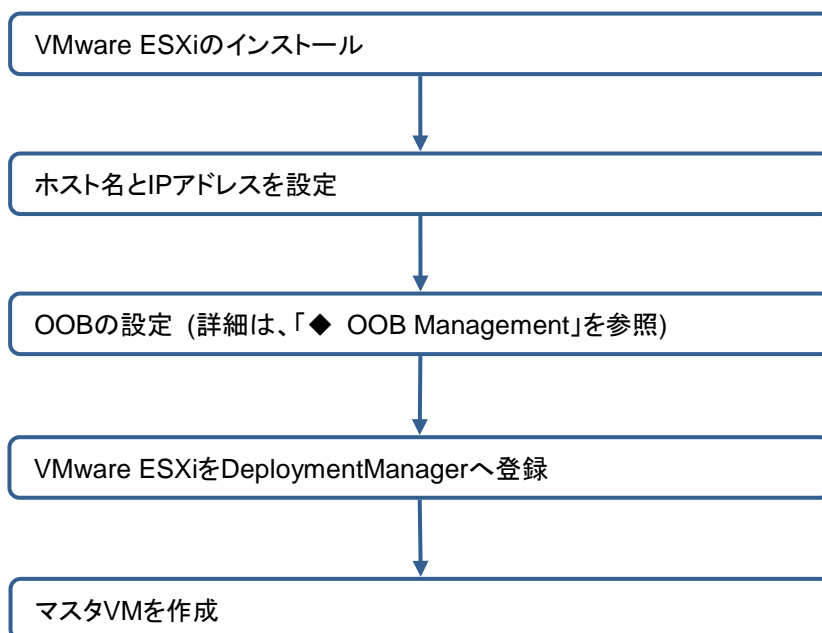 VMware ESXiのインストール
ホスト名とIPアドレスを設定
OOBの設定 (詳細は、「◆ OOB Management」を参照)
VMware ESXiをDeploymentManagerへ登録
マスタVMを作成